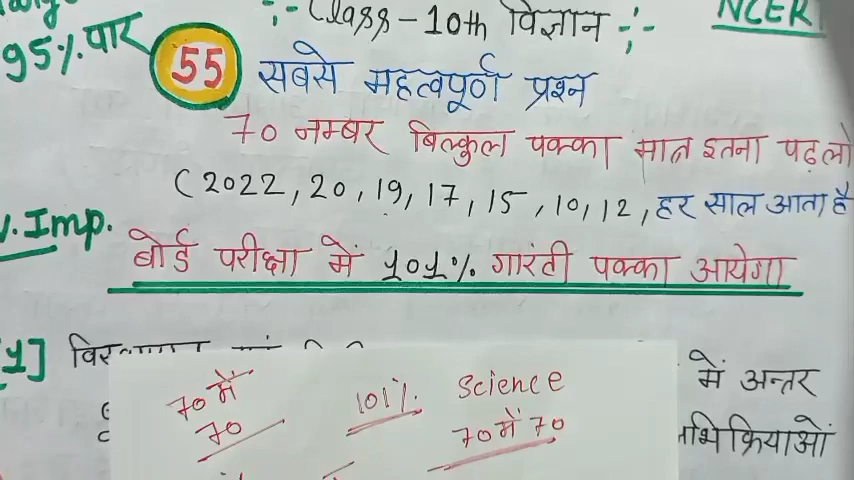 :- Class - 10th विज्ञान -:-
NCER
95% पार
55 सबसे महत्वपूर्ण प्रश्न
70 नम्बर बिल्कुल पक्का मात्र इतना पढ़ लो
(2022, 20, 19, 17, 15, 10, 12, हर साल आता है
V. Imp.
बोर्ड परीक्षा में 101% गारंटी पक्का आयेगा
1]
में अन्तर
70 में
70
101%
Science
70 में 70